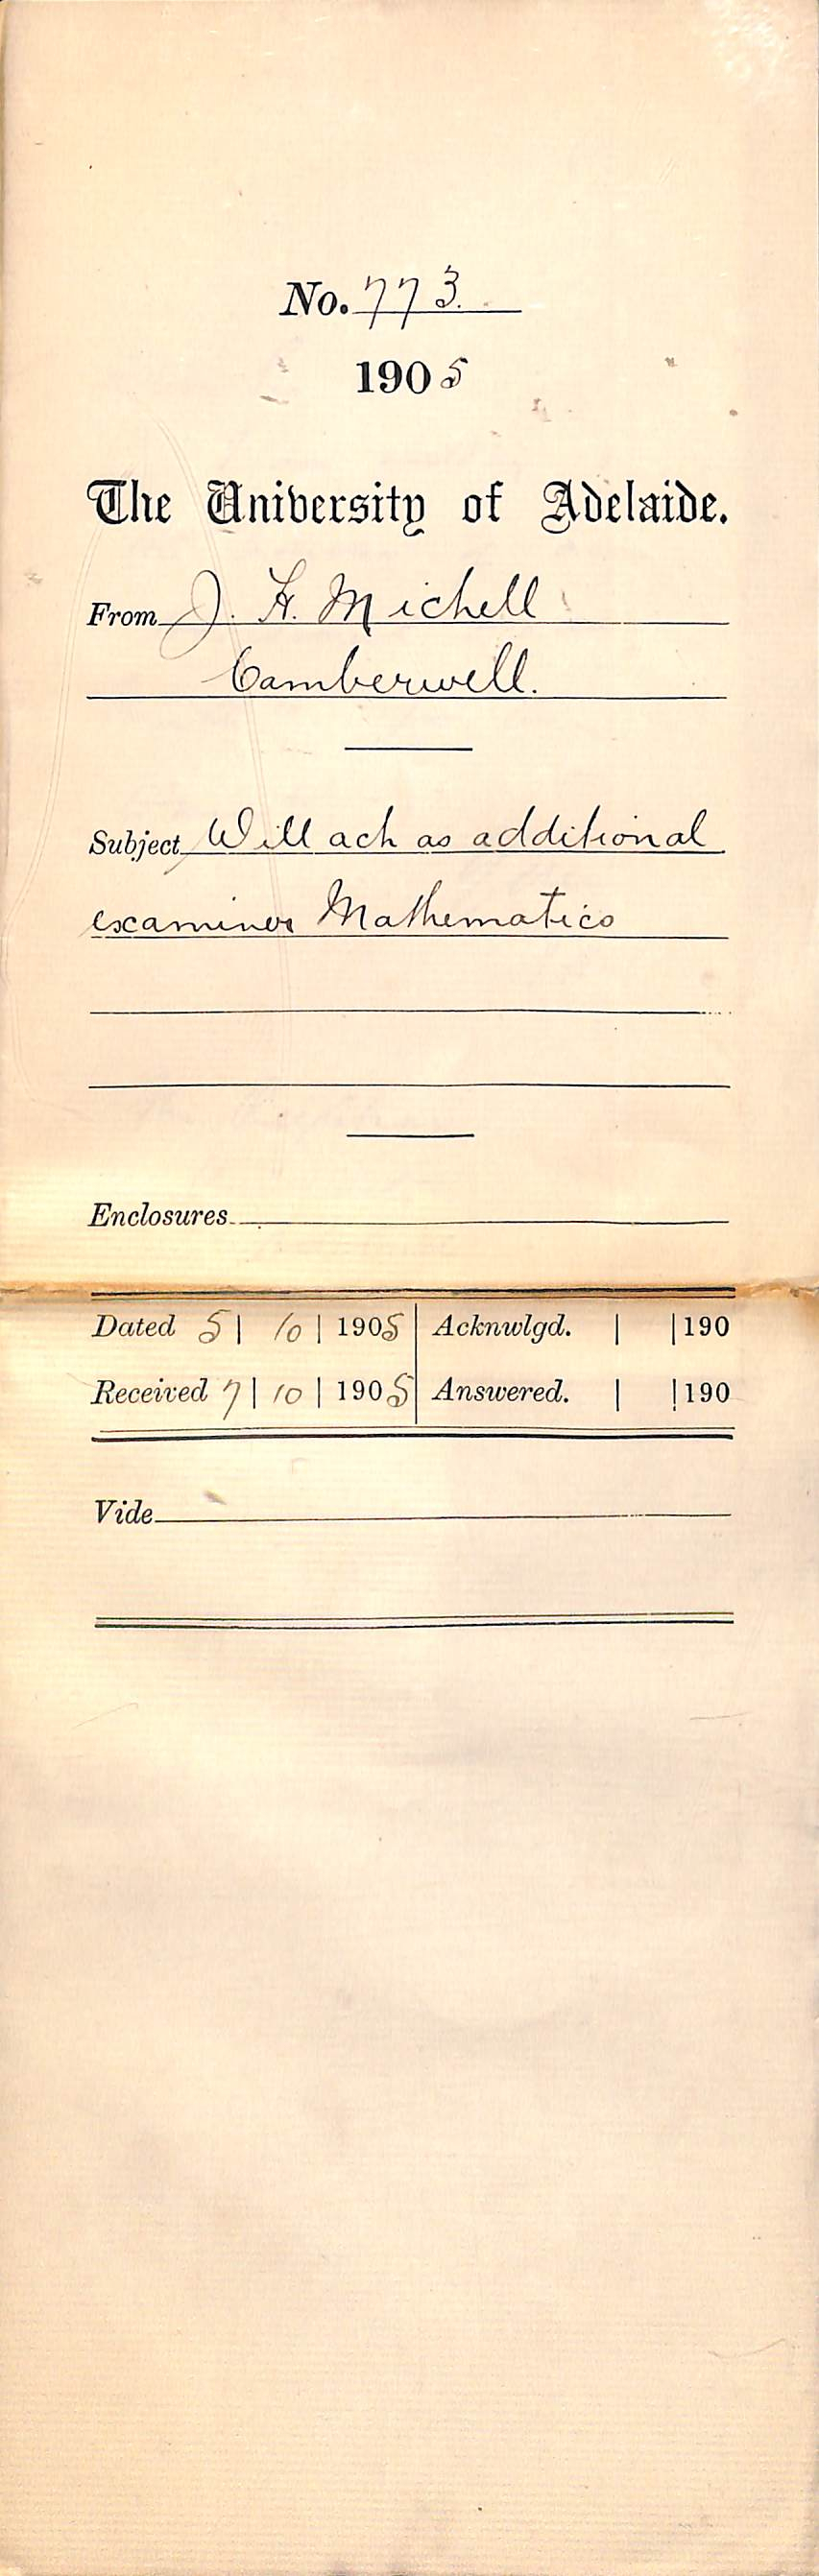 No. 773.
1905
The University of Adelaide.
From J. H. Michell
Camberwell.
Subject Will act as additional
examiner Mathematics
Enclosures
Dated 5 | 10 | 1905 Acknwlgd. | | 190
Received 7 | 10 | 1905 Answered. | | 190
Vide